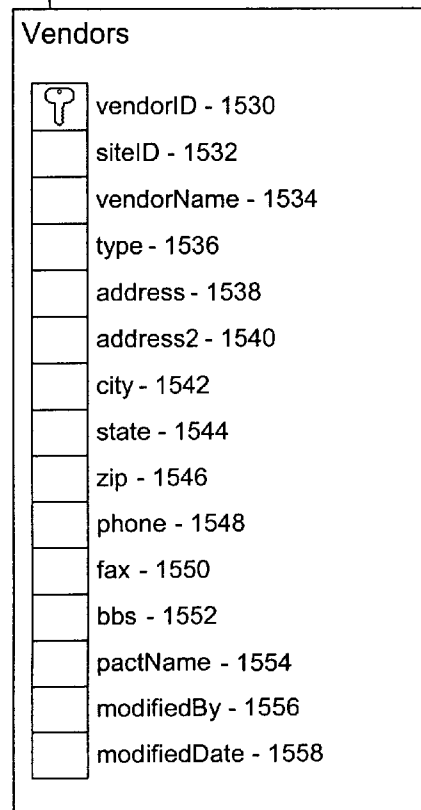 Vendors
vendorID - 1530
siteID - 1532
vendorName - 1534
type - 1536
address - 1538
address2 - 1540
city - 1542
state - 1544
zip - 1546
phone - 1548
fax - 1550
bbs - 1552
pactName - 1554
modifiedBy - 1556
modifiedDate - 1558